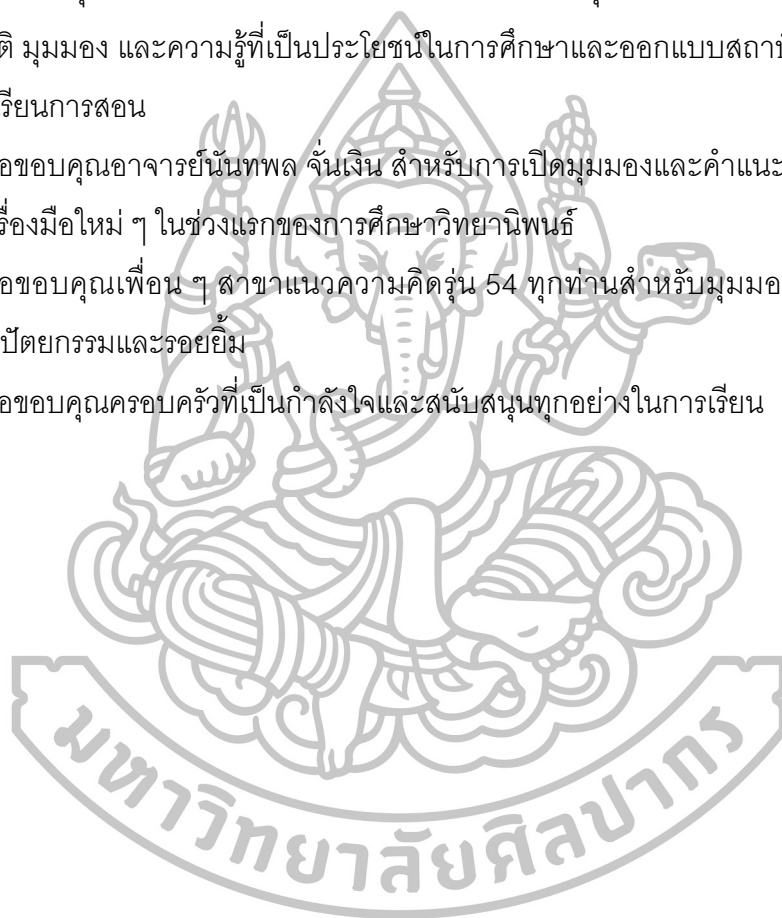 ติ มุมมอง และความรู้ที่เป็นประโยชน์ในการศึกษาและออกแบบสถาปั
รียนการสอน
อขอบคุณอาจารย์นันทพล จั่นเงิน สำหรับการเปิดมุมมองและคำแนะ
รื่องมือใหม่ ๆ ในช่วงแรกของการศึกษาวิทยานิพนธ์
อขอบคุณเพื่อน ๆ สาขาแนวความคิดรุ่น 54 ทุกท่านสำหรับมุมมอ
ปัตยกรรมและรอยยิ้ม
อขอบคุณครอบครัวที่เป็นกำลังใจและสนับสนุนทุกอย่างในการเรียน
มหาวิทยาลัยศิลปากร